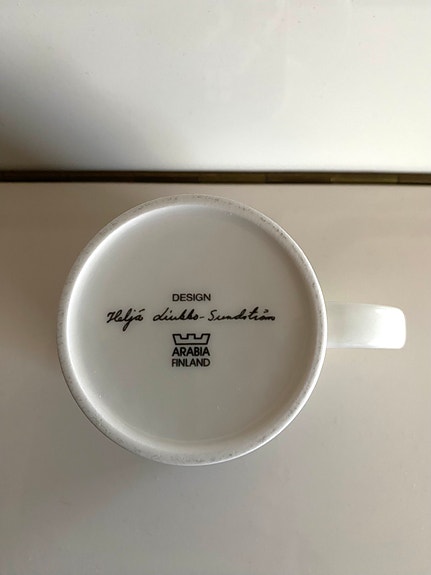 DESIGN
Heljä Liukko-Sundström
ARABIA
FINLAND